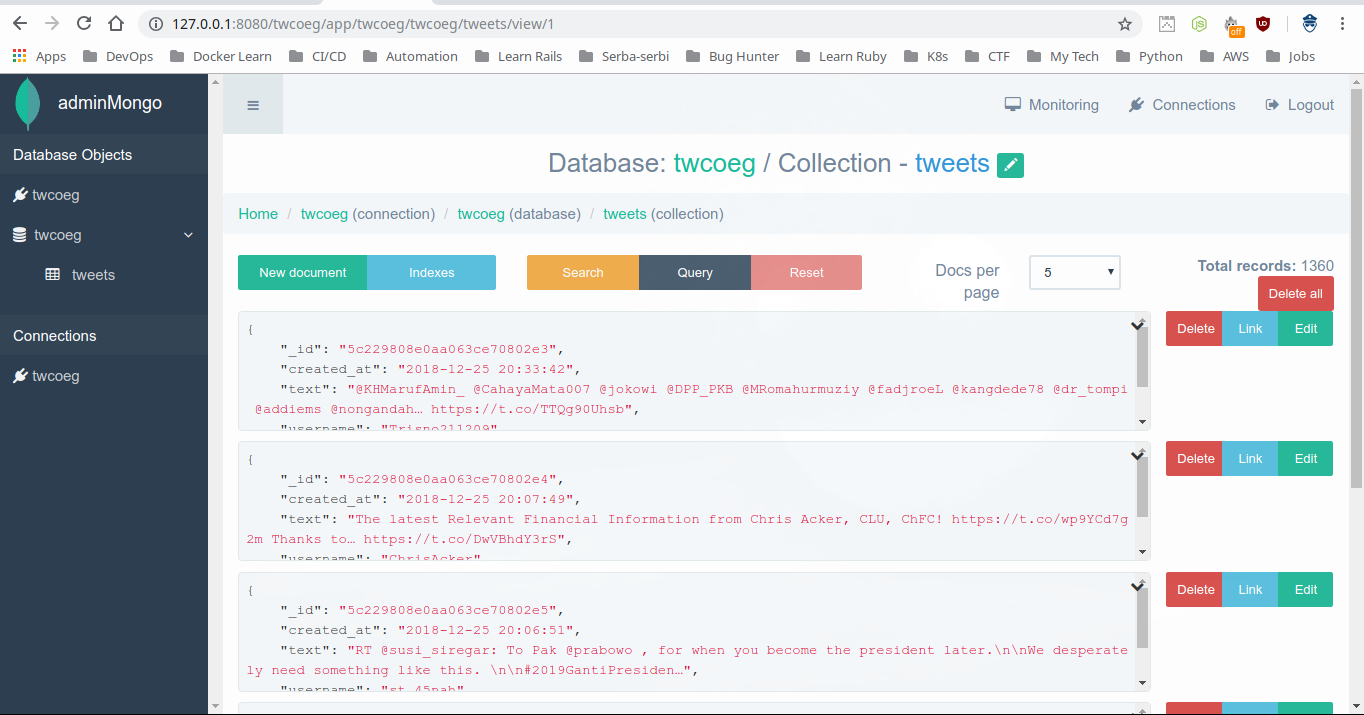 127.0.0.1:8080/twcoeg/app/twcoeg/twcoeg/tweets/view/1
off
Apps DevOps Docker Learn CI/CD Automation Learn Rails Serba-serbi Bug Hunter Learn Ruby K8s CTF My Tech Python AWS Jobs
adminMongo
Database Objects
twcoeg
twcoeg
tweets
Connections
twcoeg
Monitoring Connections Logout
Database: twcoeg / Collection - tweets
Home / twcoeg (connection) / twcoeg (database) / tweets (collection)
New document Indexes Search Query Reset Docs per page 5 Total records: 1360
Delete all
{
"_id": "5c229808e0aa063ce70802e3",
"created_at": "2018-12-25 20:33:42",
"text": "@KHMarufAmin_ @CahayaMata007 @jokowi @DPP_PKB @MRomahurmuziy @fadjroeL @kangdede78 @dr_tompi
@addiems @nongandah… https://t.co/TTQg90Uhsb",
"username": "Trisno211209"
Delete Link Edit
{
"_id": "5c229808e0aa063ce70802e4",
"created_at": "2018-12-25 20:07:49",
"text": "The latest Relevant Financial Information from Chris Acker, CLU, ChFC! https://t.co/wp9YCd7g
2m Thanks to… https://t.co/DwVBhdY3rS",
"username": "ChrisAcker"
Delete Link Edit
{
"_id": "5c229808e0aa063ce70802e5",
"created_at": "2018-12-25 20:06:51",
"text": "RT @susi_siregar: To Pak @prabowo , for when you become the president later.\n\nWe desperate
ly need something like this. \n\n#2019GantiPresiden…",
"username": "st_45pah"
Delete Link Edit